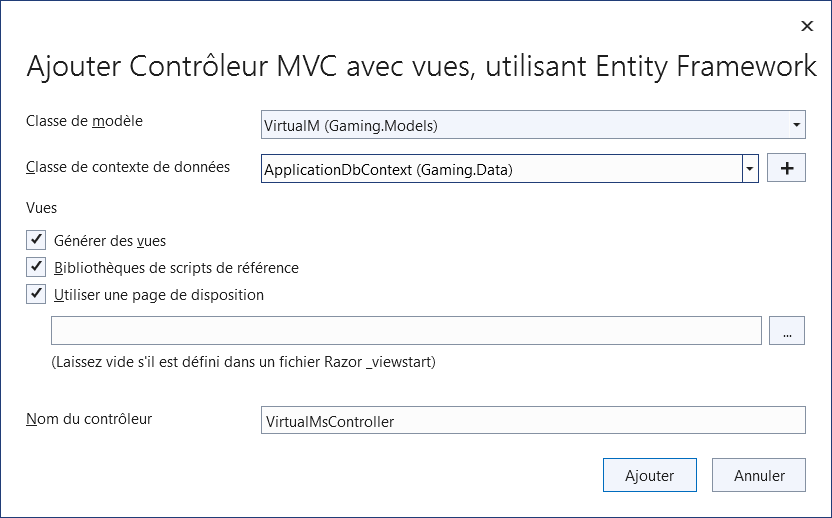 Ajouter Contrôleur MVC avec vues, utilisant Entity Framework
Classe de modèle
VirtualM (Gaming.Models)
Classe de contexte de données
ApplicationDbContext (Gaming.Data)
Vues
Générer des vues
Bibliothèques de scripts de référence
Utiliser une page de disposition
...
(Laissez vide s'il est défini dans un fichier Razor _viewstart)
Nom du contrôleur
VirtualMsController
Ajouter
Annuler